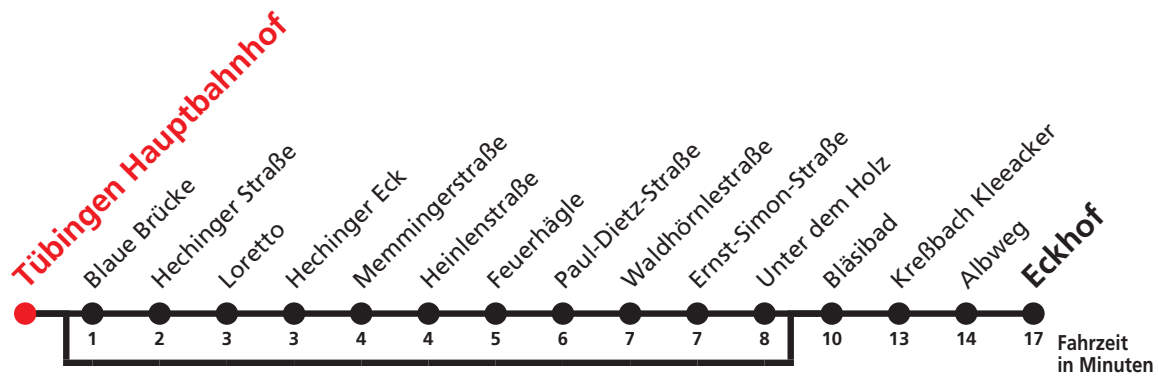 Tübingen Hauptbahnhof
Blaue Brücke
Hechinger Straße
Loretto
Hechinger Eck
Memmingerstraße
Heinlenstraße
Feuerhägle
Paul-Dietz-Straße
Waldhörnlestraße
Ernst-Simon-Straße
Unter dem Holz
Bläsibad
Kreßbach Kleeacker
Albweg
Eckhof
1 2 3 3 4 4 5 6 7 7 8 10 13 14 17
Fahrzeit
in Minuten